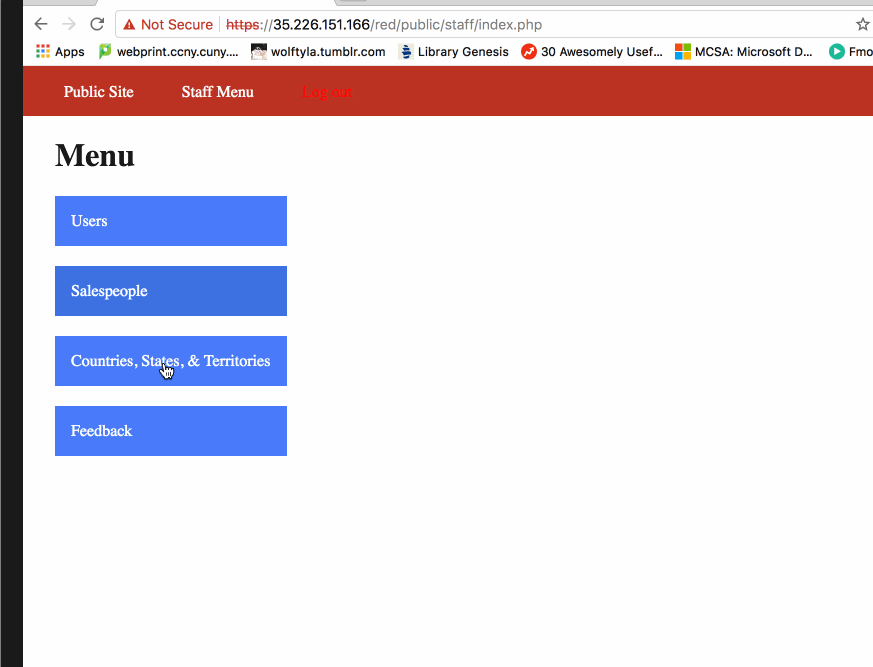 Not Secure https://35.226.151.166/red/public/staff/index.php
Apps webprint.ccny.cuny.... wolftyla.tumblr.com Library Genesis 30 Awesomely Usef... MCSA: Microsoft D... Fmo
Public Site Staff Menu Log out
Menu
Users
Salespeople
Countries, States, & Territories
Feedback